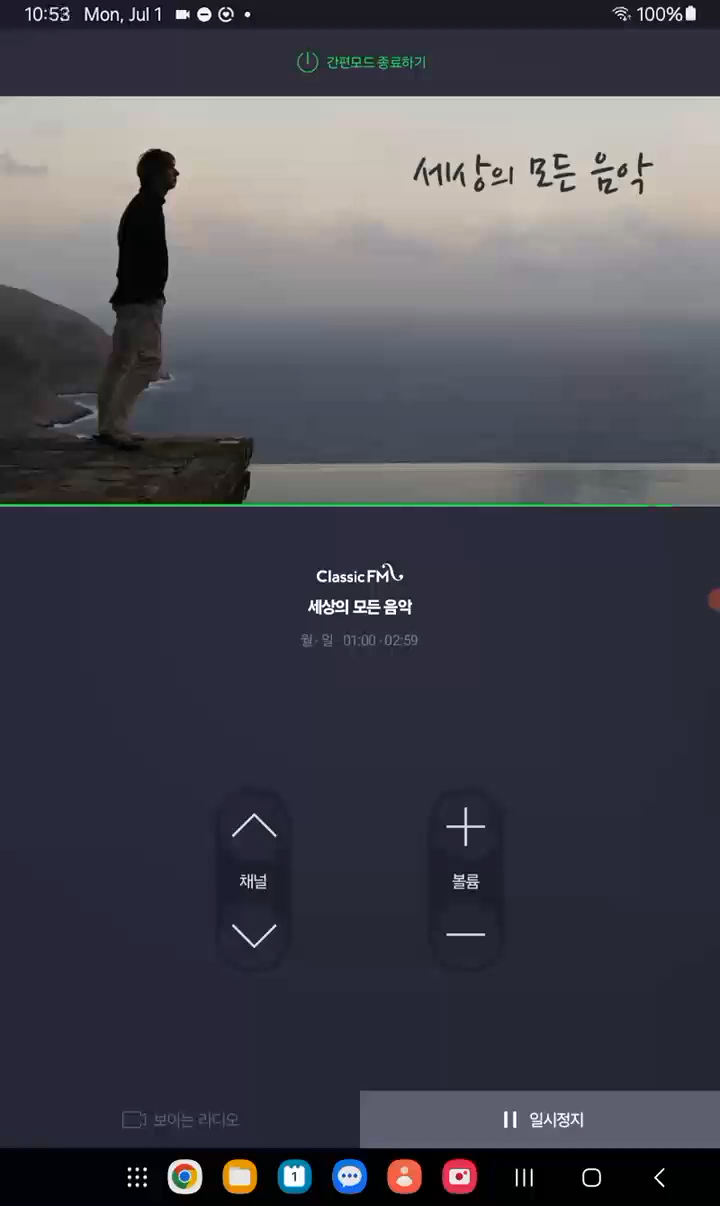 10:53 Mon, Jul 1 100%
간편모드 종료하기
세상의 모든 음악
Classic FM
세상의 모든 음악
월 - 일 01:00 - 02:59
채널
볼륨
보이는 라디오
일시정지
1